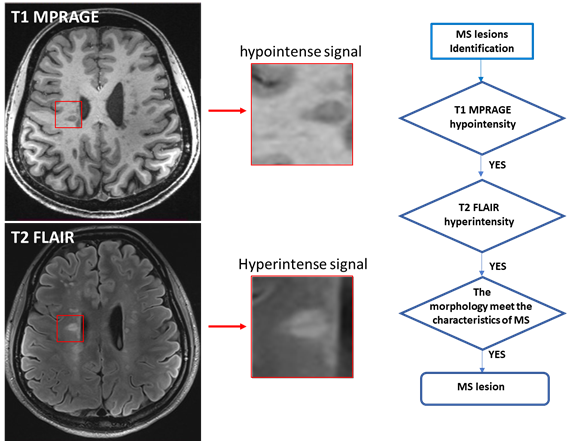 T1 MPRAGE
hypointense signal
T2 FLAIR
Hyperintense signal
MS lesions
Identification
T1 MPRAGE
hypointensity
YES
T2 FLAIR
hyperintensity
YES
The
morphology meet the
characteristics of MS
YES
MS lesion